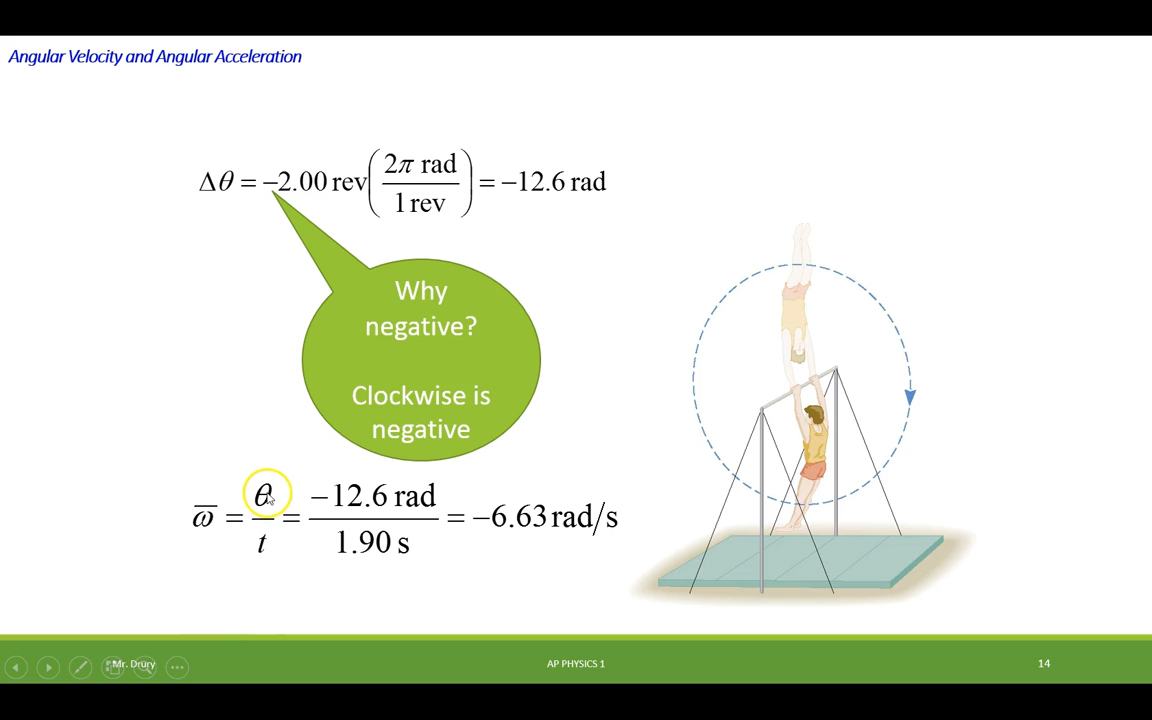 Angular Velocity and Angular Acceleration
Δθ = −2.00 rev(2π rad / 1 rev) = −12.6 rad
Why
negative?
Clockwise is
negative
ω̅ = θ / t = −12.6 rad / 1.90 s = −6.63 rad/s
Mr. Drury
AP PHYSICS 1
14